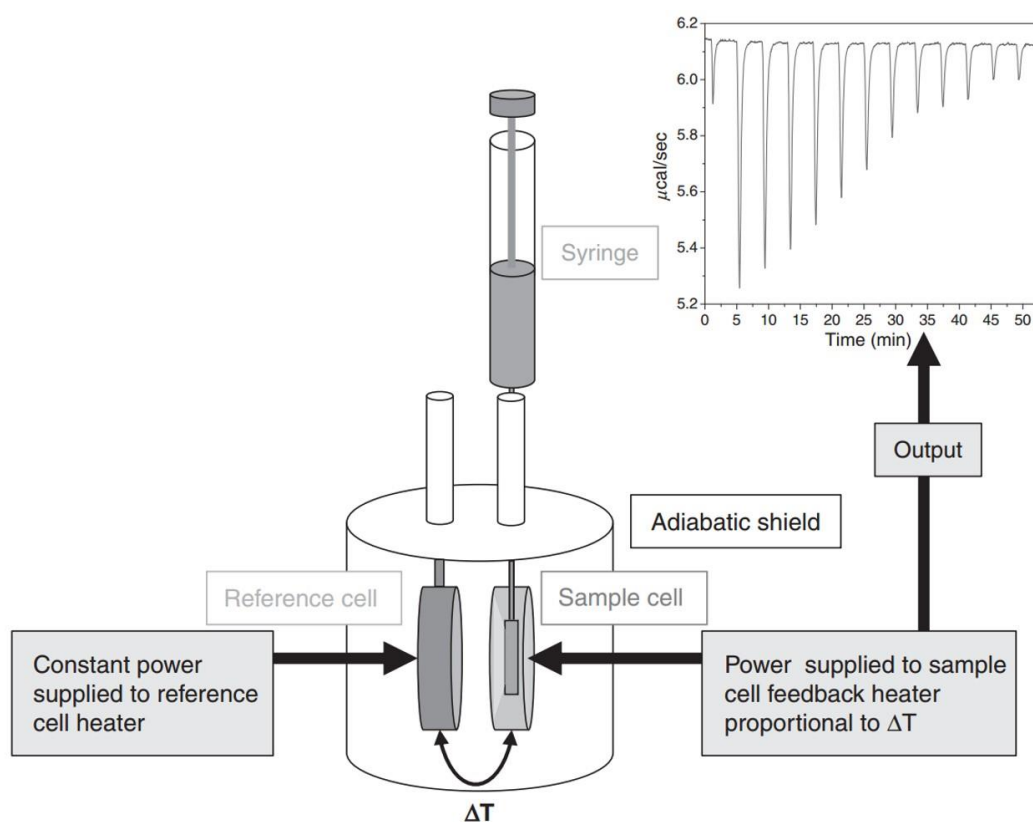 6.2
6.0
5.8
5.6
5.4
5.2
μcal/sec
0 5 10 15 20 25 30 35 40 45 50
Time (min)
Syringe
Output
Adiabatic shield
Reference cell
Sample cell
Constant power
supplied to reference
cell heater
Power supplied to sample
cell feedback heater
proportional to ΔT
ΔT